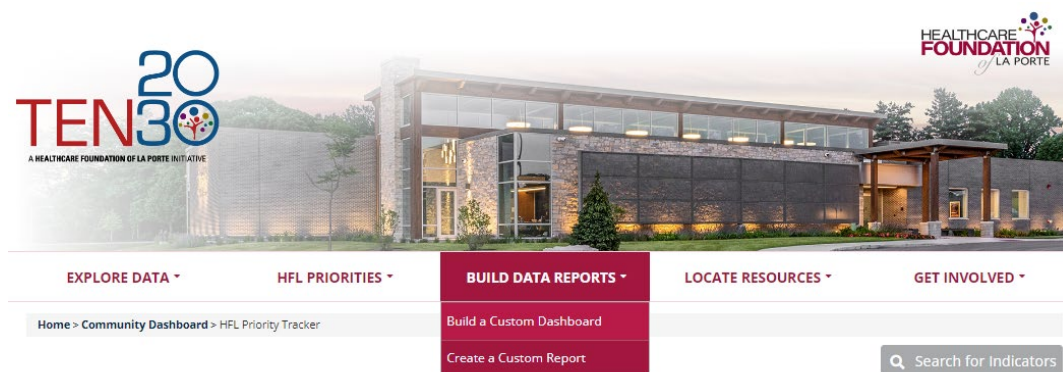 HEALTHCARE
FOUNDATION
of LA PORTE
20
TEN30
A HEALTHCARE FOUNDATION OF LA PORTE INITIATIVE
EXPLORE DATA
HFL PRIORITIES
BUILD DATA REPORTS
LOCATE RESOURCES
GET INVOLVED
Home > Community Dashboard > HFL Priority Tracker
Build a Custom Dashboard
Create a Custom Report
Search for Indicators